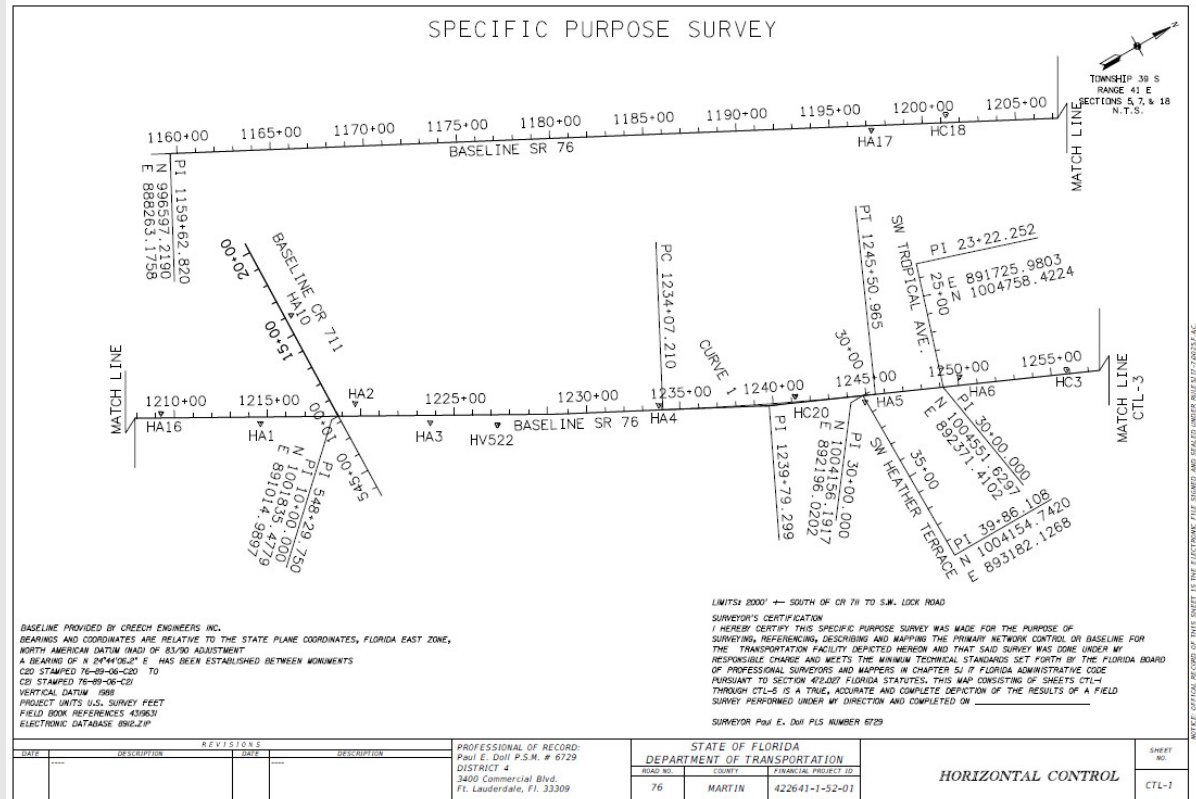 SPECIFIC PURPOSE SURVEY
N
TOWNSHIP 39 S
RANGE 41 E
SECTIONS 5, 7, & 18
N.T.S.
1160+00
1165+00
1170+00
1175+00
1180+00
1185+00
1190+00
1195+00
1200+00
1205+00
BASELINE SR 76
HA17
HC18
MATCH LINE
PI 1159+62.820
N 996597.2190
E 888263.1758
20+00
BASELINE CR 711
HA10
15+00
10+00
545+00
PC 1234+07.210
CURVE 1
PT 1245+50.965
SW TROPICAL AVE.
PI 23+22.252
E 891725.9803
N 1004758.4224
25+00
30+00
MATCH LINE
1210+00
1215+00
1225+00
1230+00
1235+00
1240+00
1245+00
1250+00
1255+00
HA16
HA1
HA2
HA3
HV522
BASELINE SR 76
HA4
HC20
HA5
HA6
HC3
MATCH LINE
CTL-3
PI 548+29.750
PI 10+00.000
N 1001835.4779
E 891014.9897
PI 1239+79.299
PI 30+00.000
N 1004156.1917
E 892196.0202
SW HEATHER TERRACE
35+00
PI 30+00.000
N 1004551.6297
E 892371.4102
PI 39+86.108
N 1004154.7420
E 893182.1268
BASELINE PROVIDED BY CREECH ENGINEERS INC.
BEARINGS AND COORDINATES ARE RELATIVE TO THE STATE PLANE COORDINATES, FLORIDA EAST ZONE,
NORTH AMERICAN DATUM (NAD) OF 83/90 ADJUSTMENT
A BEARING OF N 24°44'06.2" E HAS BEEN ESTABLISHED BETWEEN MONUMENTS
C20 STAMPED 76-89-06-C20 TO
C21 STAMPED 76-89-06-C21
VERTICAL DATUM 1988
PROJECT UNITS U.S. SURVEY FEET
FIELD BOOK REFERENCES
ELECTRONIC DATABASE
LIMITS: 2000' +- SOUTH OF CR 711 TO S.W. LOCK ROAD
SURVEYOR'S CERTIFICATION
I HEREBY CERTIFY THIS SPECIFIC PURPOSE SURVEY WAS MADE FOR THE PURPOSE OF
SURVEYING, REFERENCING, DESCRIBING AND MAPPING THE PRIMARY NETWORK CONTROL OR BASELINE FOR
THE TRANSPORTATION FACILITY DEPICTED HEREON AND THAT SAID SURVEY WAS DONE UNDER MY
RESPONSIBLE CHARGE AND MEETS THE MINIMUM TECHNICAL STANDARDS SET FORTH BY THE FLORIDA BOARD
OF PROFESSIONAL SURVEYORS AND MAPPERS IN CHAPTER 5J 17 FLORIDA ADMINISTRATIVE CODE
PURSUANT TO SECTION 472.027 FLORIDA STATUTES. THIS MAP CONSISTING OF SHEETS CTL-1
THROUGH CTL-5 IS A TRUE, ACCURATE AND COMPLETE DEPICTION OF THE RESULTS OF A FIELD
SURVEY PERFORMED UNDER MY DIRECTION AND COMPLETED ON
SURVEYOR Paul E. Doll PLS NUMBER 6729
REVISIONS
DATE DESCRIPTION DATE DESCRIPTION
---- ----
PROFESSIONAL OF RECORD:
Paul E. Doll P.S.M. # 6729
DISTRICT 4
3400 Commercial Blvd.
Ft. Lauderdale, Fl. 33309
STATE OF FLORIDA
DEPARTMENT OF TRANSPORTATION
ROAD NO. COUNTY FINANCIAL PROJECT ID
76 MARTIN 422641-1-52-01
HORIZONTAL CONTROL
SHEET
NO.
CTL-1
NOTICE: OFFICIAL RECORD OF THIS SHEET IS THE ELECTRONIC FILE SIGNED AND SEALED UNDER RULE